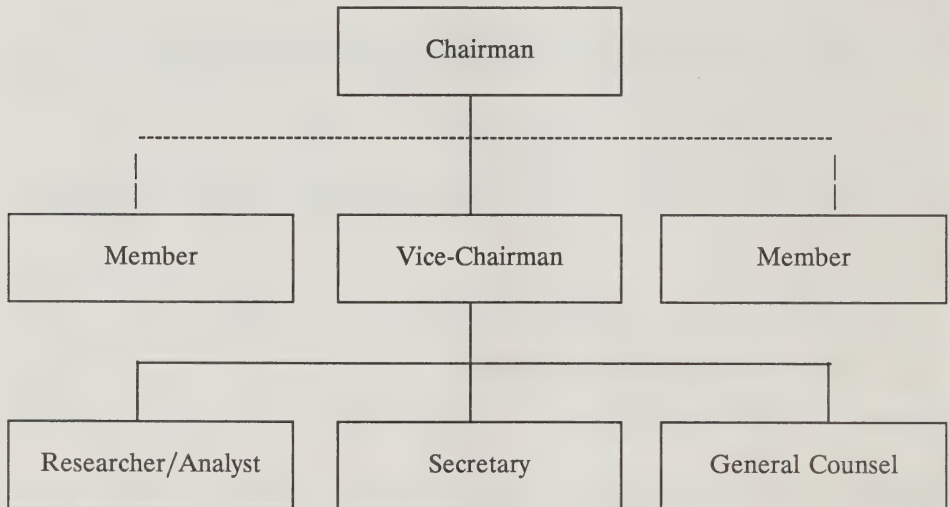 Chairman
Member
Vice-Chairman
Member
Researcher/Analyst
Secretary
General Counsel